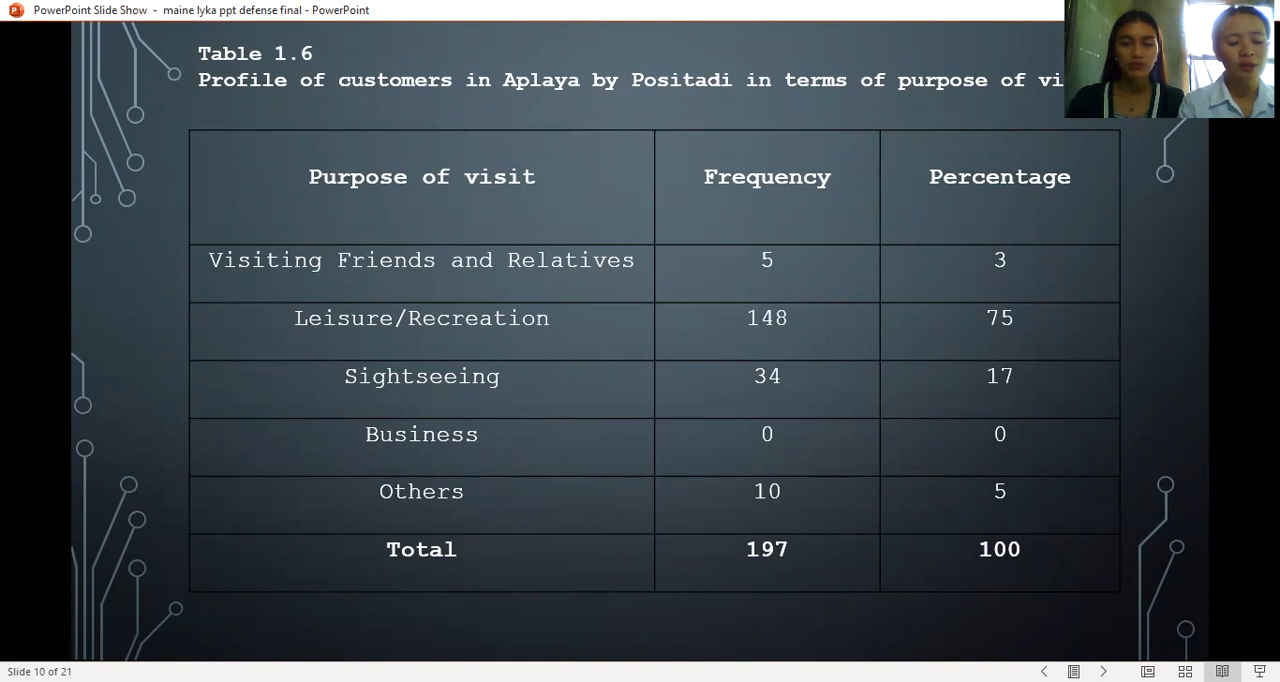 PowerPoint Slide Show - maine lyka ppt defense final - PowerPoint
Table 1.6
Profile of customers in Aplaya by Positadi in terms of purpose of
Purpose of visit Frequency Percentage
Visiting Friends and Relatives 5 3
Leisure/Recreation 148 75
Sightseeing 34 17
Business 0 0
Others 10 5
Total 197 100
Slide 10 of 21